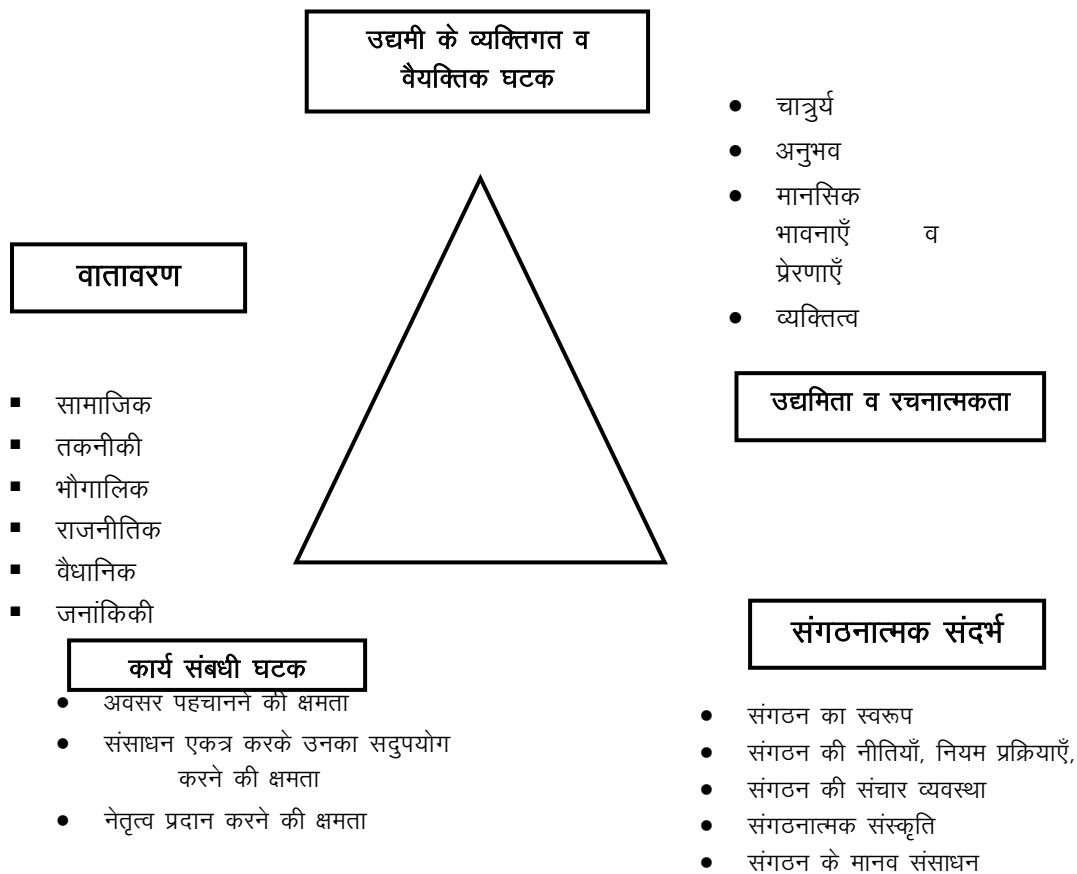 उद्यमी के व्यक्तिगत व
वैयक्तिक घटक
• चात्रुर्य
• अनुभव
• मानसिक
भावनाएँ व
प्रेरणाएँ
• व्यक्तित्व
वातावरण
▪ सामाजिक
▪ तकनीकी
▪ भौगालिक
▪ राजनीतिक
▪ वैधानिक
▪ जनांकिकी
उद्यमिता व रचनात्मकता
कार्य संबधी घटक
• अवसर पहचानने की क्षमता
• संसाधन एकत्र करके उनका सदुपयोग
करने की क्षमता
• नेतृत्व प्रदान करने की क्षमता
संगठनात्मक संदर्भ
• संगठन का स्वरूप
• संगठन की नीतियाँ, नियम प्रक्रियाएँ,
• संगठन की संचार व्यवस्था
• संगठनात्मक संस्कृति
• संगठन के मानव संसाधन